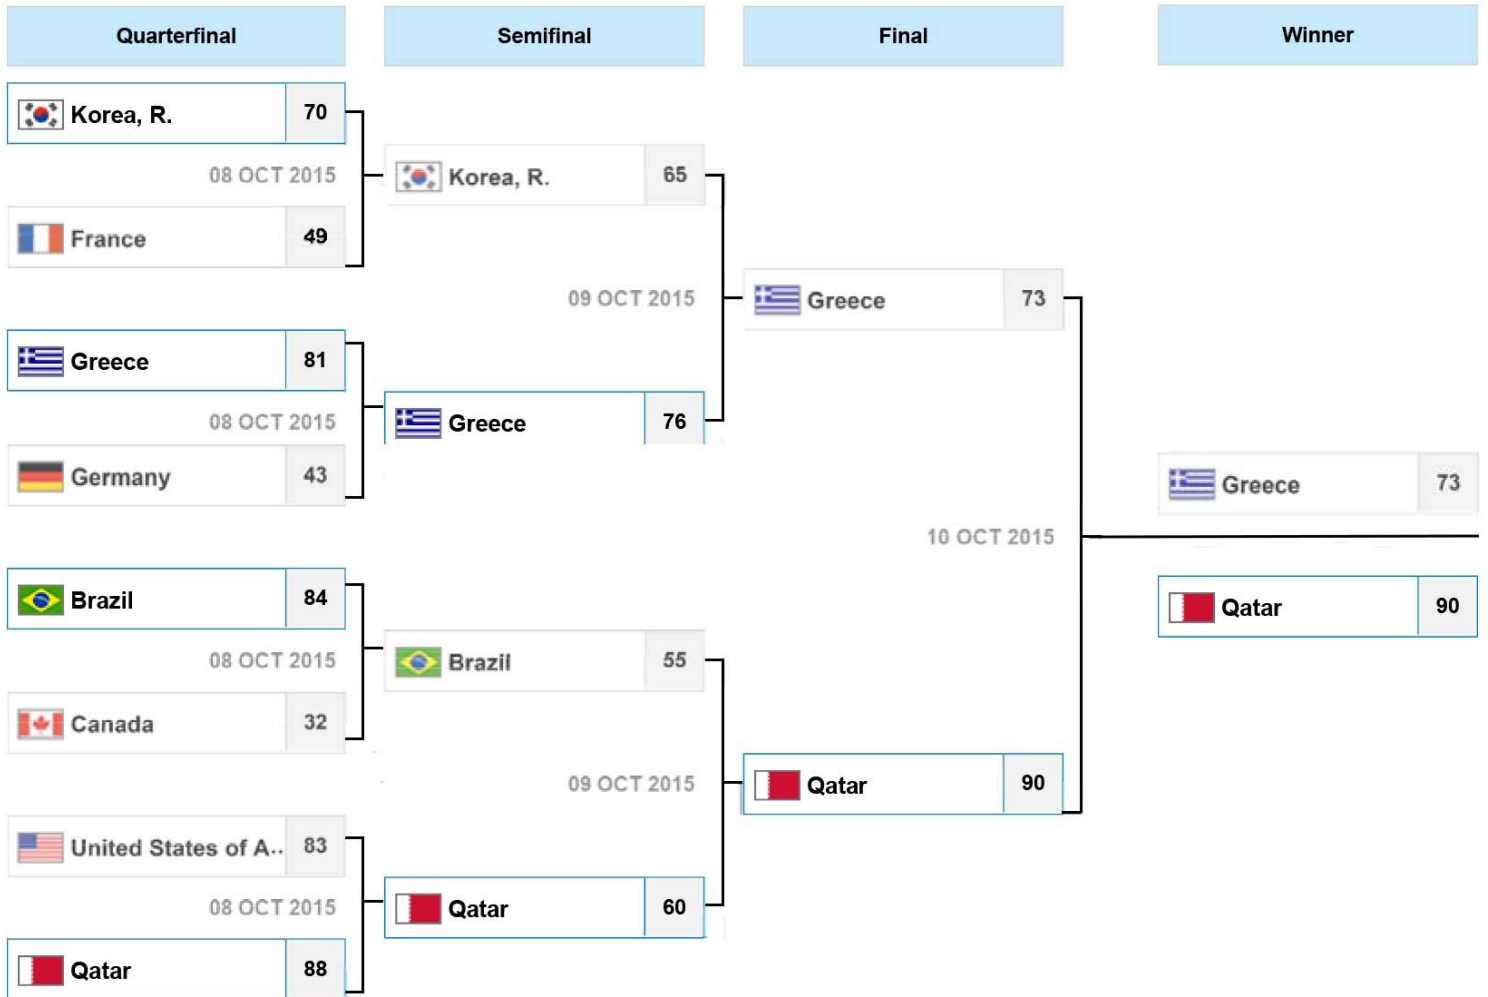 Quarterfinal
Semifinal
Final
Winner
Korea, R. 70
08 OCT 2015
France 49
Greece 81
08 OCT 2015
Germany 43
Brazil 84
08 OCT 2015
Canada 32
United States of A.. 83
08 OCT 2015
Qatar 88
Korea, R. 65
09 OCT 2015
Greece 76
Brazil 55
09 OCT 2015
Qatar 60
Greece 73
10 OCT 2015
Qatar 90
Greece 73
Qatar 90